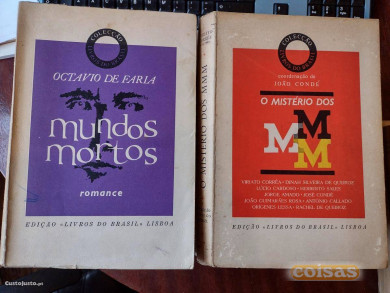 COLECÇÃO
LIVROS DO BRASIL
OCTAVIO DE FARIA
mundos
mortos
romance
EDIÇÃO «LIVROS DO BRASIL» LISBOA
O MISTÉRIO DOS MMM
COLECÇÃO
LIVROS DO BRASIL
coordenação de
JOÃO CONDÉ
O MISTÉRIO DOS
M
M
M
VIRIATO CORRÊA · DINAH SILVEIRA DE QUEIROZ
LÚCIO CARDOSO · HERBERTO SALES
JORGE AMADO · JOSÉ CONDÉ
JOÃO GUIMARÃES ROSA · ANTONIO CALLADO
ORÍGENES LESSA · RACHEL DE QUEIROZ
EDIÇÃO «LIVROS DO BRASIL» LISBOA
CustoJusto.pt
coisas